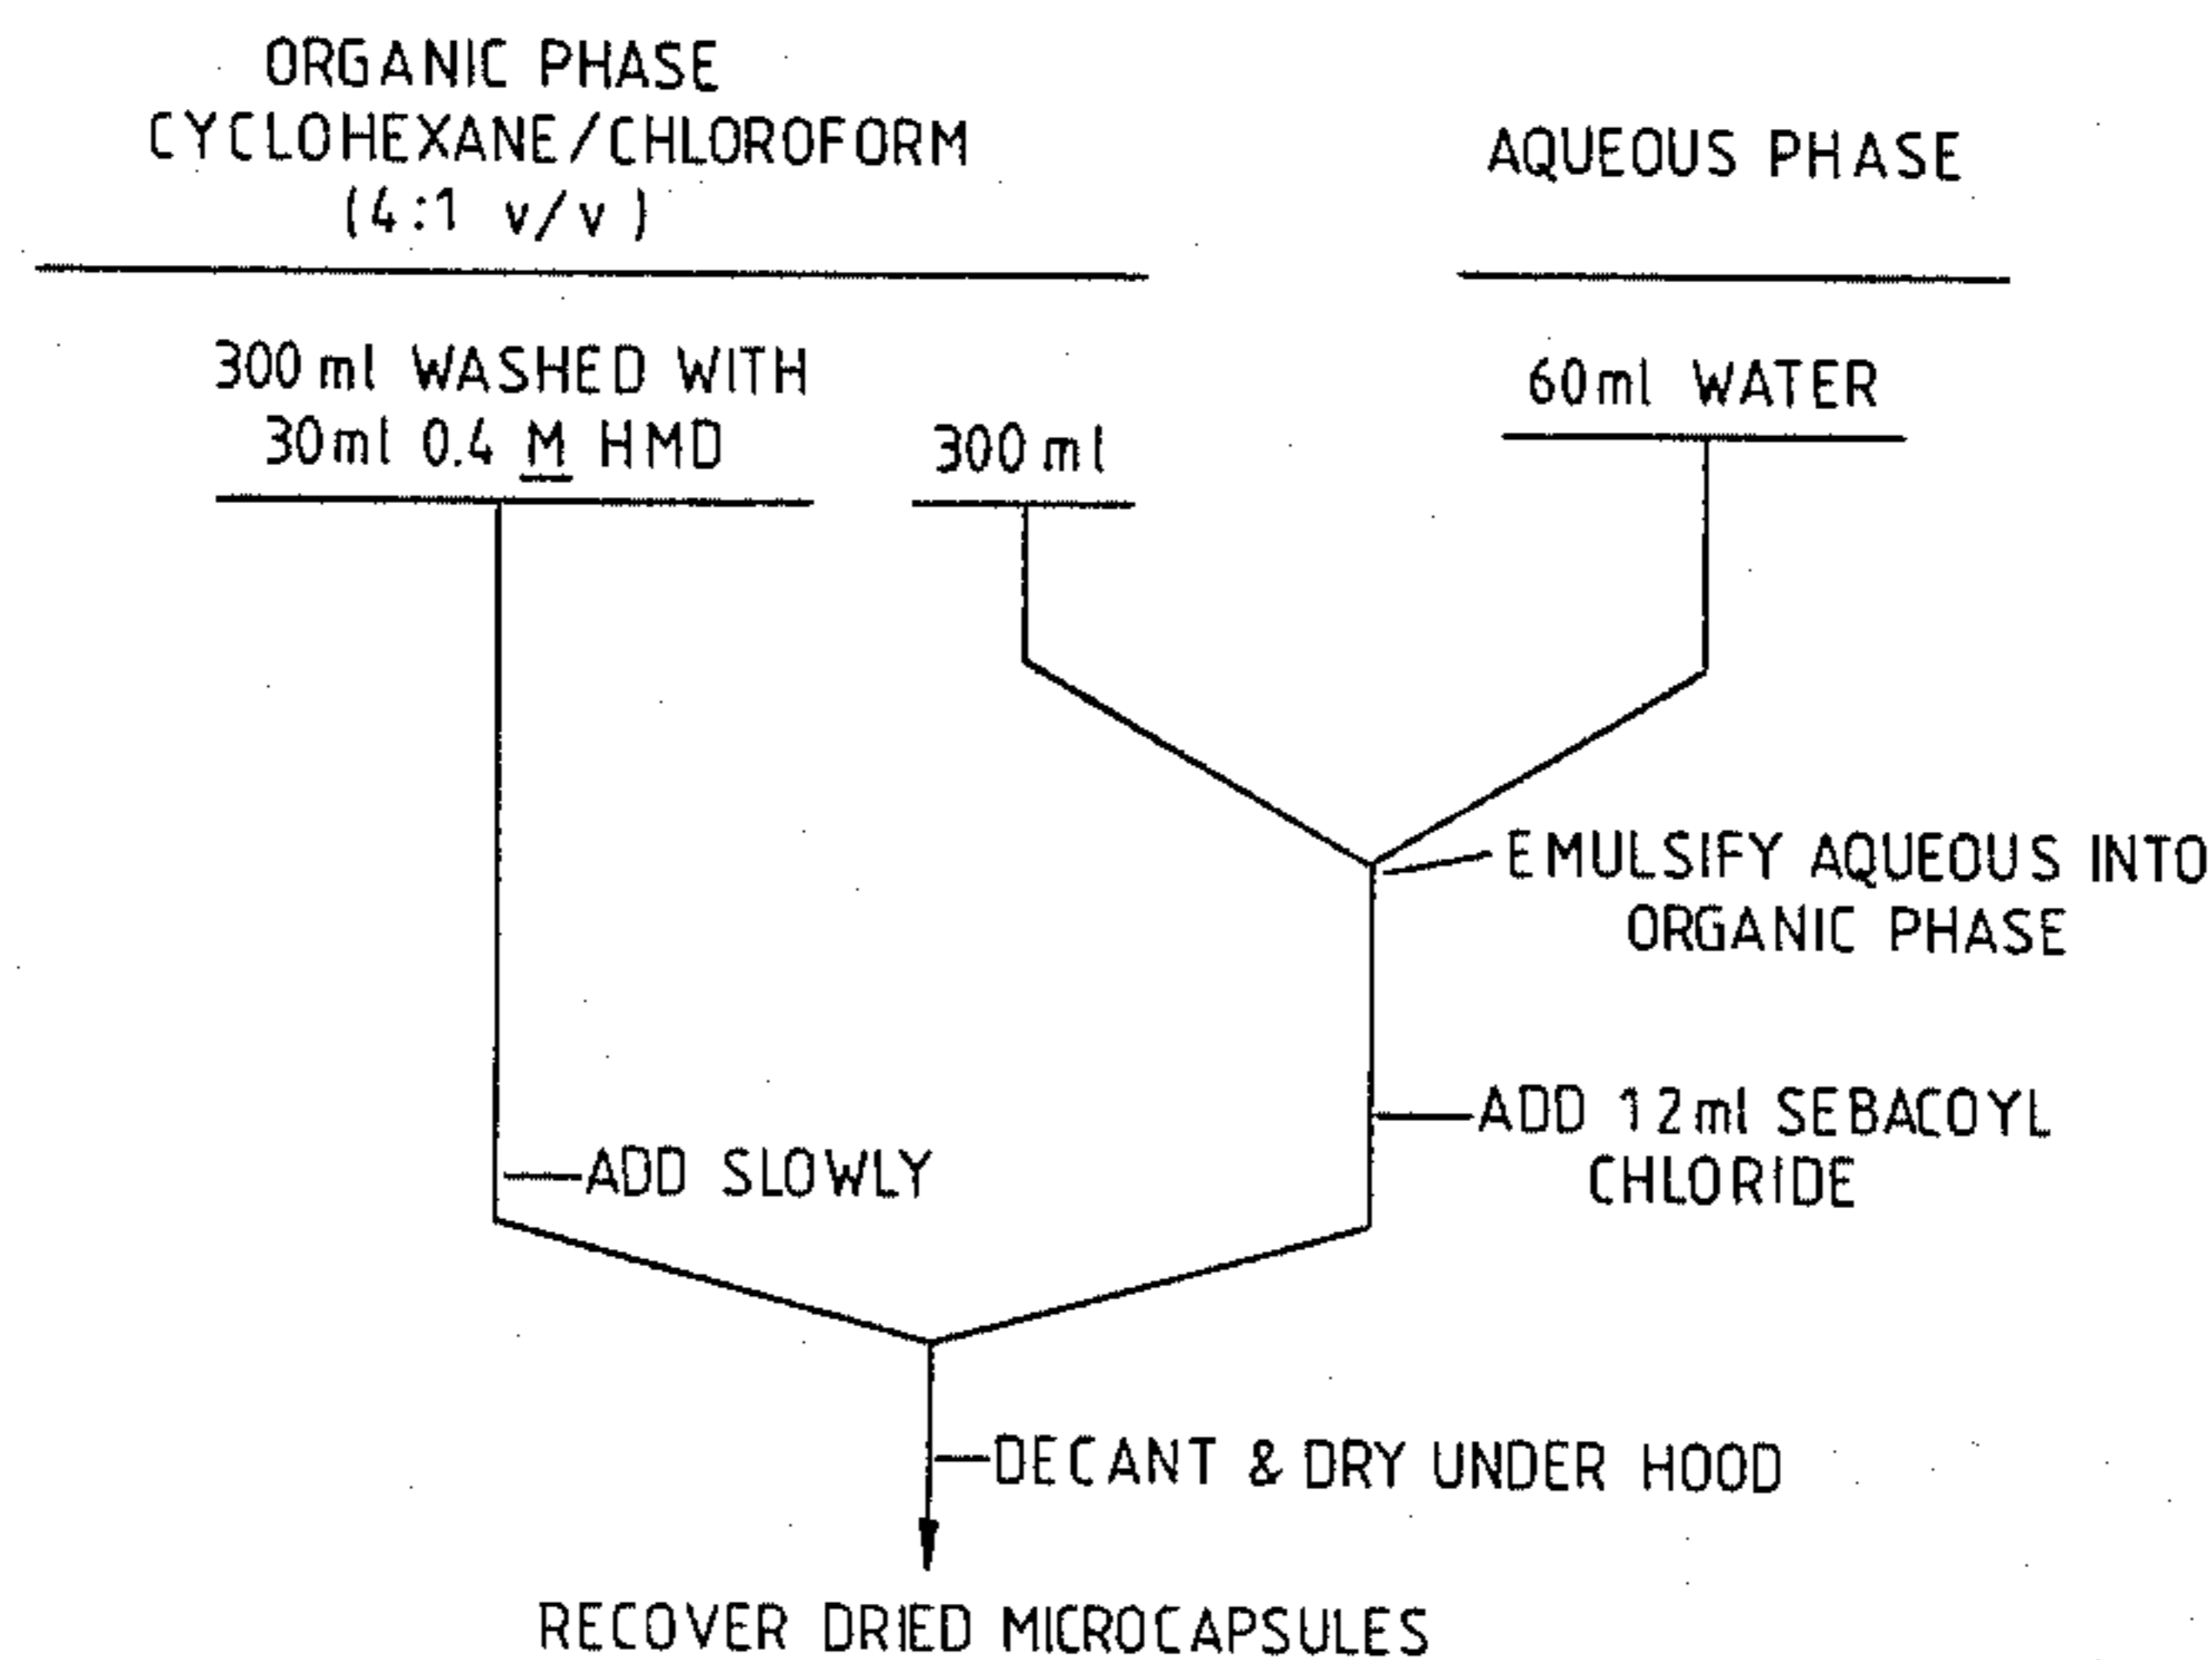 ORGANIC PHASE
CYCLOHEXANE/CHLOROFORM
(4:1 v/v)
AQUEOUS PHASE
300 ml WASHED WITH
30ml 0.4 M HMD
300 ml
60ml WATER
EMULSIFY AQUEOUS INTO
ORGANIC PHASE
ADD 12ml SEBACOYL
CHLORIDE
ADD SLOWLY
DECANT & DRY UNDER HOOD
RECOVER DRIED MICROCAPSULES